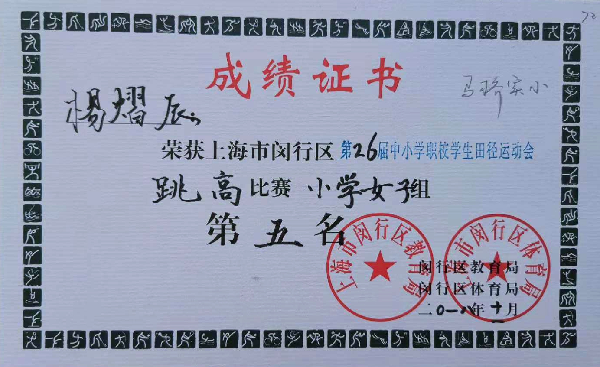 成绩证书
马桥实小
楊熠辰
荣获上海市闵行区第26届中小学职校学生田径运动会
跳高比赛小学女子组
第五名
上海市闵行区教育局
上海市闵行区体育局
闵行区教育局
闵行区体育局
二〇一八年十月